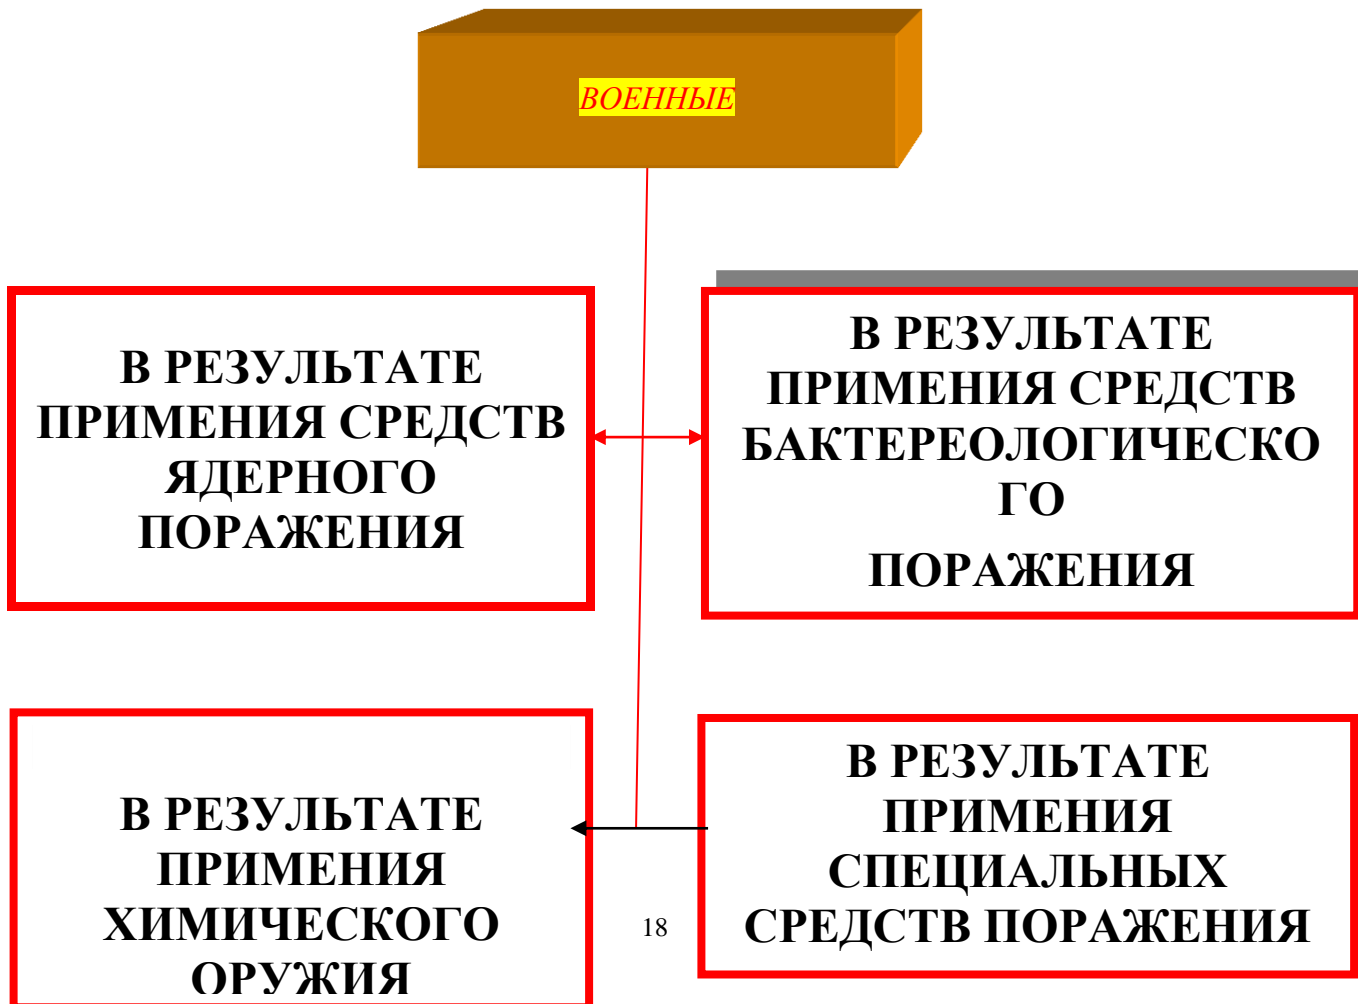 ВОЕННЫЕ
В РЕЗУЛЬТАТЕ
ПРИМЕНИЯ СРЕДСТВ
ЯДЕРНОГО
ПОРАЖЕНИЯ
В РЕЗУЛЬТАТЕ
ПРИМЕНИЯ СРЕДСТВ
БАКТЕРЕОЛОГИЧЕСКО
ГО
ПОРАЖЕНИЯ
В РЕЗУЛЬТАТЕ
ПРИМЕНИЯ
ХИМИЧЕСКОГО
ОРУЖИЯ
В РЕЗУЛЬТАТЕ
ПРИМЕНИЯ
СПЕЦИАЛЬНЫХ
СРЕДСТВ ПОРАЖЕНИЯ
18